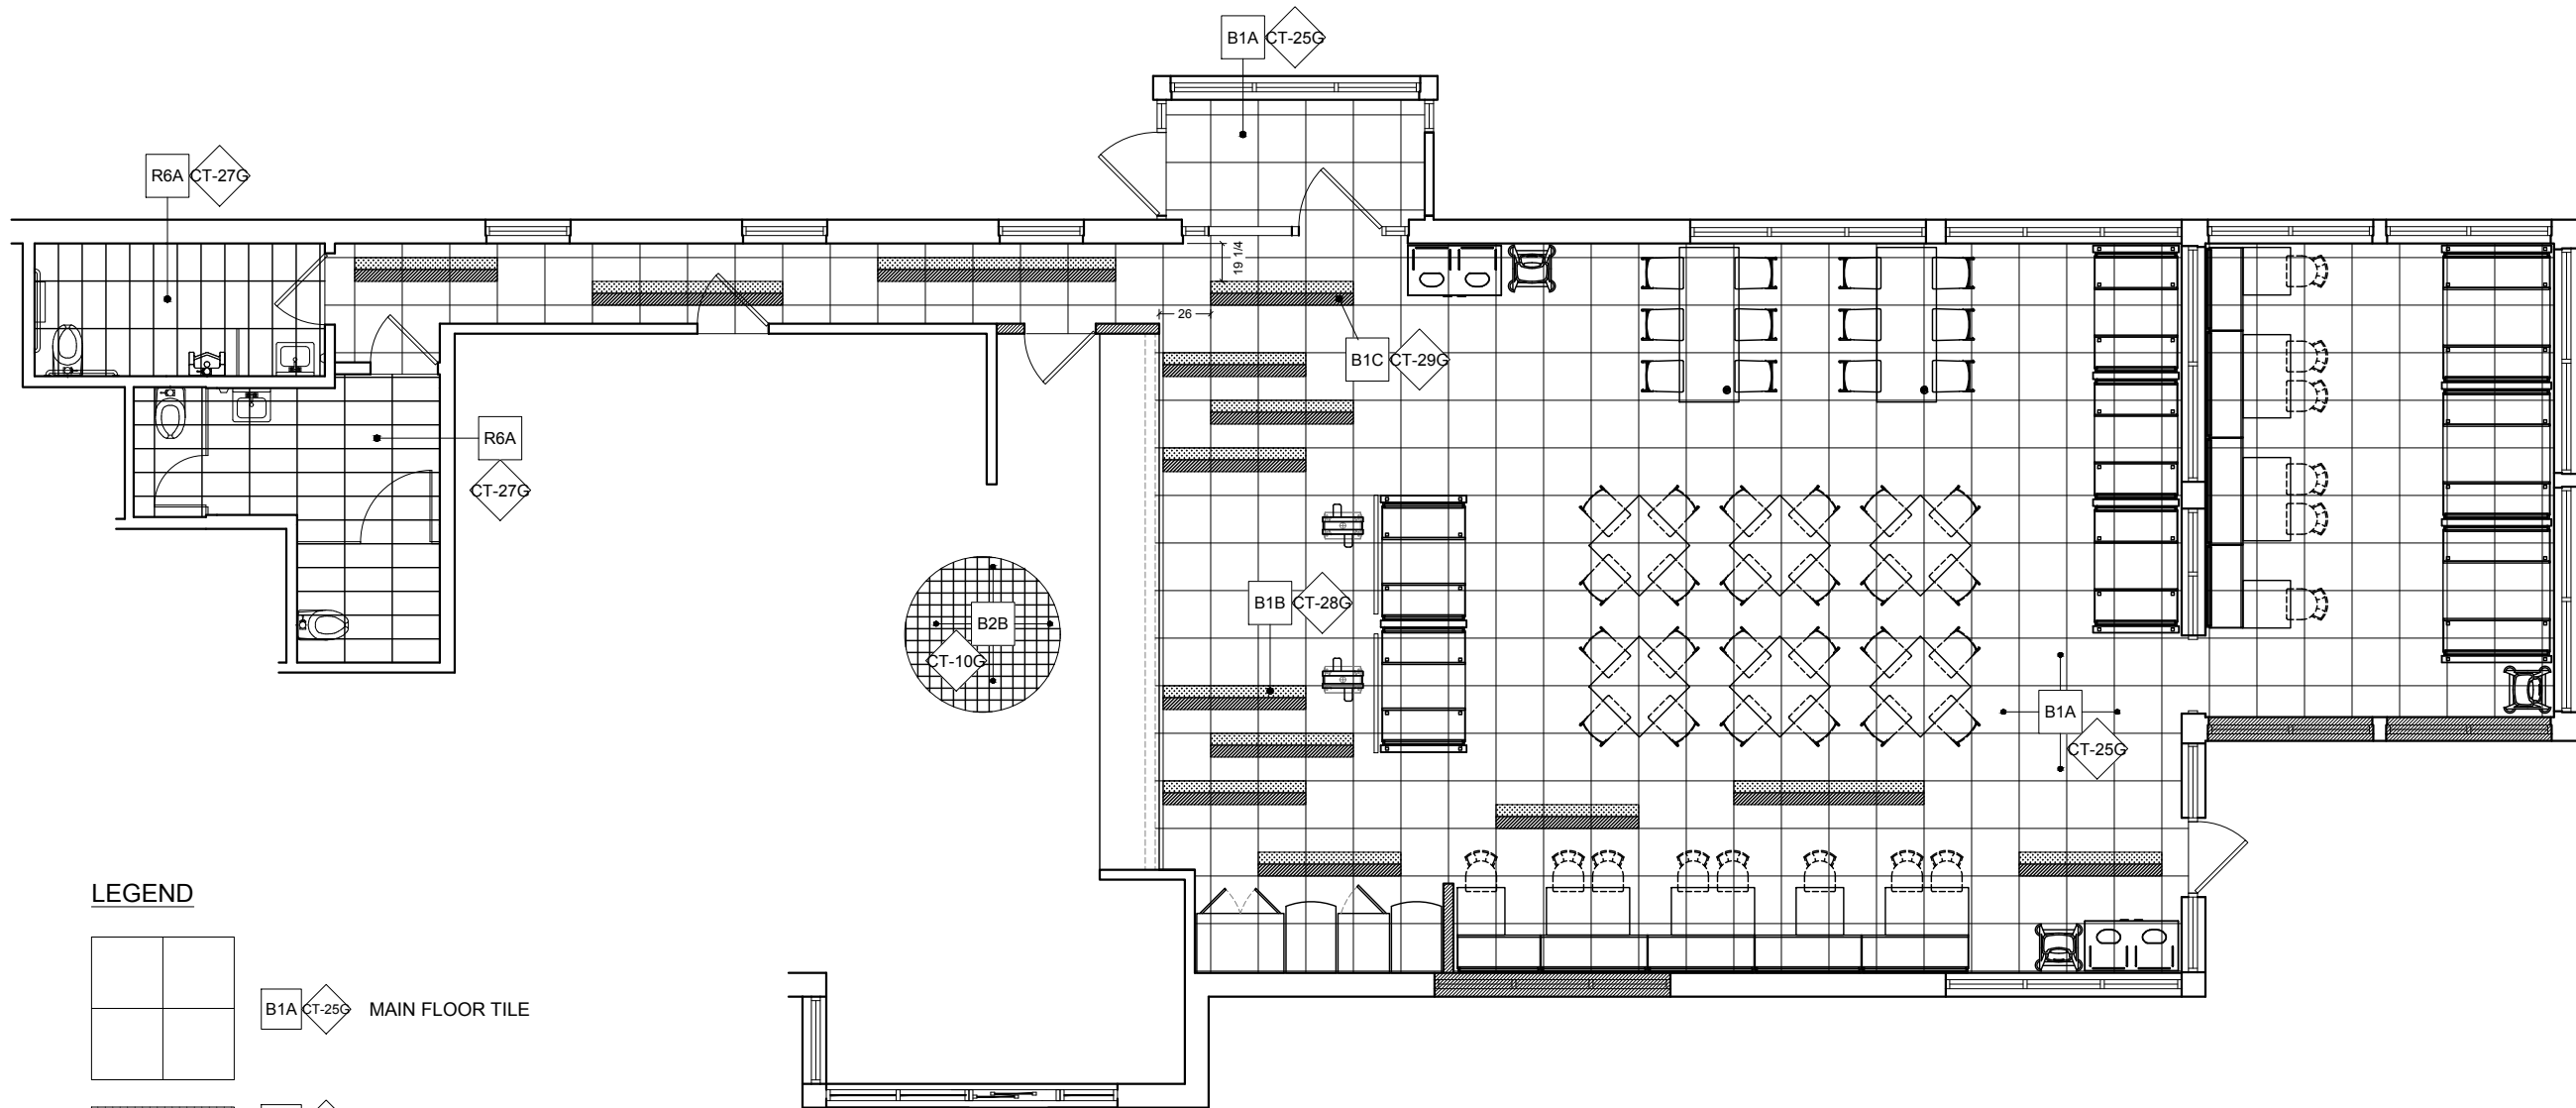 B1A CT-25G
R6A CT-27G
19 1/4
26
B1C CT-29G
R6A
CT-27G
B1B CT-28G
B2B
CT-10G
B1A
CT-25G
LEGEND
B1A CT-25G MAIN FLOOR TILE